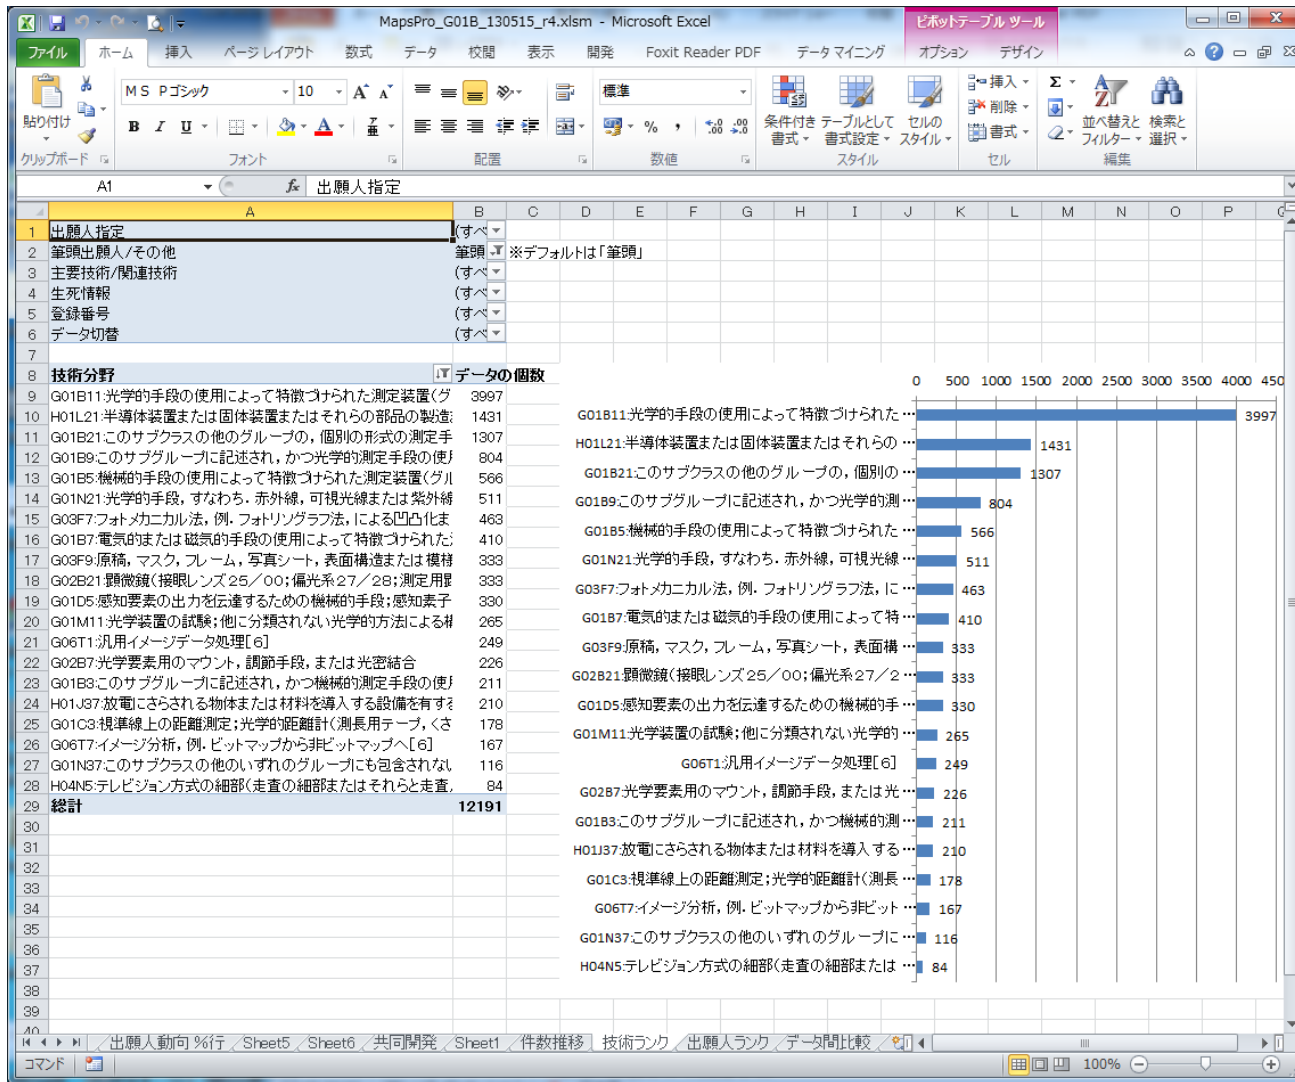 MapsPro_G01B_130515_r4.xlsm - Microsoft Excel
ピボットテーブル ツール
ファイル ホーム 挿入 ページ レイアウト 数式 データ 校閲 表示 開発 Foxit Reader PDF データ マイニング オプション デザイン
貼り付け
ＭＳ Ｐゴシック 10
B I U
標準
%
条件付き書式 テーブルとして書式設定 セルのスタイル
挿入
削除
書式
Σ
並べ替えとフィルター 検索と選択
クリップボード フォント 配置 数値 スタイル セル 編集
A1 fx 出願人指定
A B C D E F G H I J K L M N O P
1 出願人指定 (すべ
2 筆頭出願人/その他 筆頭 ※デフォルトは「筆頭」
3 主要技術/関連技術 (すべ
4 生死情報 (すべ
5 登録番号 (すべ
6 データ切替 (すべ
7
8 技術分野 データの個数
9 G01B11:光学的手段の使用によって特徴づけられた測定装置(グ 3997
10 H01L21:半導体装置または固体装置またはそれらの部品の製造 1431
11 G01B21:このサブクラスの他のグループの，個別の形式の測定手 1307
12 G01B9:このサブグループに記述され，かつ光学的測定手段の使 804
13 G01B5:機械的手段の使用によって特徴づけられた測定装置(グル 566
14 G01N21:光学的手段，すなわち．赤外線，可視光線または紫外線 511
15 G03F7:フォトメカニカル法，例．フォトリソグラフ法，による凹凸化ま 463
16 G01B7:電気的または磁気的手段の使用によって特徴づけられた 410
17 G03F9:原稿，マスク，フレーム，写真シート，表面構造または模様 333
18 G02B21:顕微鏡(接眼レンズ２５／００;偏光系２７／２８;測定用 333
19 G01D5:感知要素の出力を伝達するための機械的手段;感知素子 330
20 G01M11:光学装置の試験;他に分類されない光学的方法による 265
21 G06T1:汎用イメージデータ処理[６] 249
22 G02B7:光学要素用のマウント，調節手段，または光密結合 226
23 G01B3:このサブグループに記述され，かつ機械的測定手段の使 211
24 H01J37:放電にさらされる物体または材料を導入する設備を有す 210
25 G01C3:視準線上の距離測定;光学的距離計(測長用テープ，くさ 178
26 G06T7:イメージ分析，例．ビットマップから非ビットマップへ[６] 167
27 G01N37:このサブクラスの他のいずれのグループにも包含されな 116
28 H04N5:テレビジョン方式の細部(走査の細部またはそれらと走査 84
29 総計 12191
30
31
32
33
34
35
36
37
38
39
40
0 500 1000 1500 2000 2500 3000 3500 4000 450
G01B11:光学的手段の使用によって特徴づけられた … 3997
H01L21:半導体装置または固体装置またはそれらの … 1431
G01B21:このサブクラスの他のグループの，個別の … 1307
G01B9:このサブグループに記述され，かつ光学的測 … 804
G01B5:機械的手段の使用によって特徴づけられた … 566
G01N21:光学的手段，すなわち．赤外線，可視光線 … 511
G03F7:フォトメカニカル法，例．フォトリソグラフ法，に … 463
G01B7:電気的または磁気的手段の使用によって特 … 410
G03F9:原稿，マスク，フレーム，写真シート，表面構 … 333
G02B21:顕微鏡(接眼レンズ２５／００;偏光系２７／２ … 333
G01D5:感知要素の出力を伝達するための機械的手 … 330
G01M11:光学装置の試験;他に分類されない光学的 … 265
G06T1:汎用イメージデータ処理[６] 249
G02B7:光学要素用のマウント，調節手段，または光 … 226
G01B3:このサブグループに記述され，かつ機械的測 … 211
H01J37:放電にさらされる物体または材料を導入する … 210
G01C3:視準線上の距離測定;光学的距離計(測長 … 178
G06T7:イメージ分析，例．ビットマップから非ビット … 167
G01N37:このサブクラスの他のいずれのグループに … 116
H04N5:テレビジョン方式の細部(走査の細部または … 84
出願人動向 %行 Sheet5 Sheet6 共同開発 Sheet1 件数推移 技術ランク 出願人ランク データ間比較
コマンド 100%